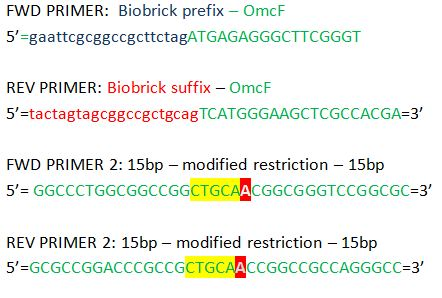 FWD PRIMER: Biobrick prefix – OmcF
5’=gaattcgcggccgcttctagATGAGAGGGCTTCGGGT
REV PRIMER: Biobrick suffix – OmcF
5’=tactagtagcggccgctgcagTCATGGGAAGCTCGCCACGA=3’
FWD PRIMER 2: 15bp – modified restriction – 15bp
5’= GGCCCTGGCGGCCGGCTGCAACGGCGGGTCCGGCGC=3’
REV PRIMER 2: 15bp – modified restriction – 15bp
5’=GCGCCGGACCCGCCGCTGCAACCGGCCGCCAGGGCC=3’